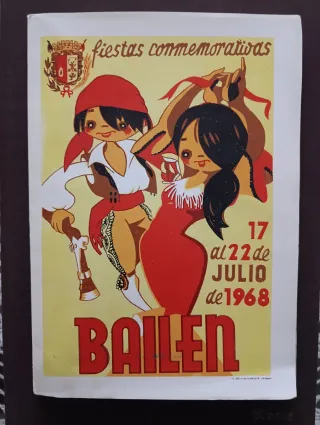 fiestas conmemorativas
17
al 22 de
JULIO
de 1968
BAILEN